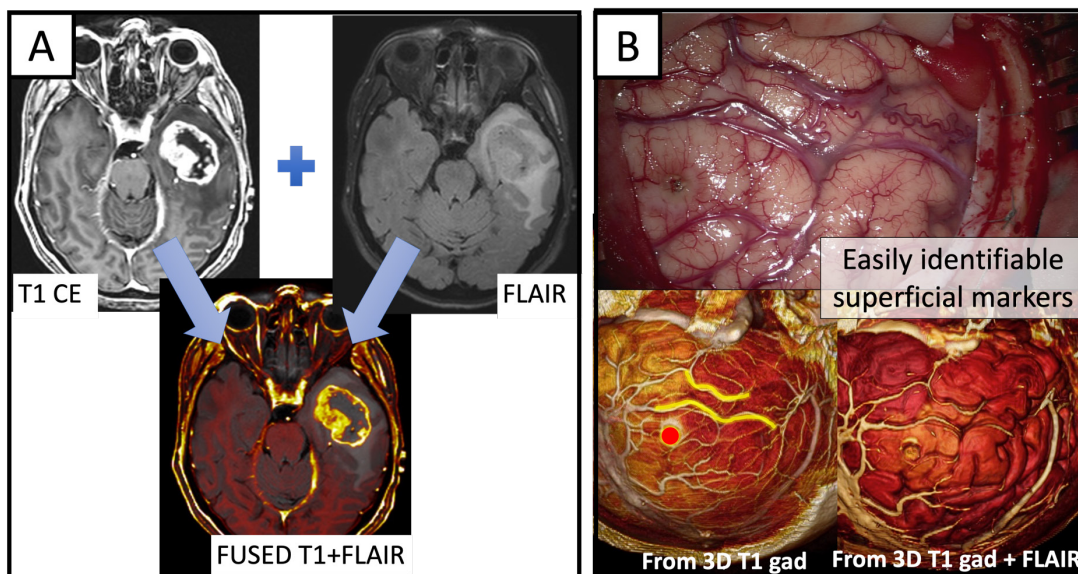 A
T1 CE
FLAIR
FUSED T1+FLAIR
B
Easily identifiable
superficial markers
From 3D T1 gad
From 3D T1 gad + FLAIR